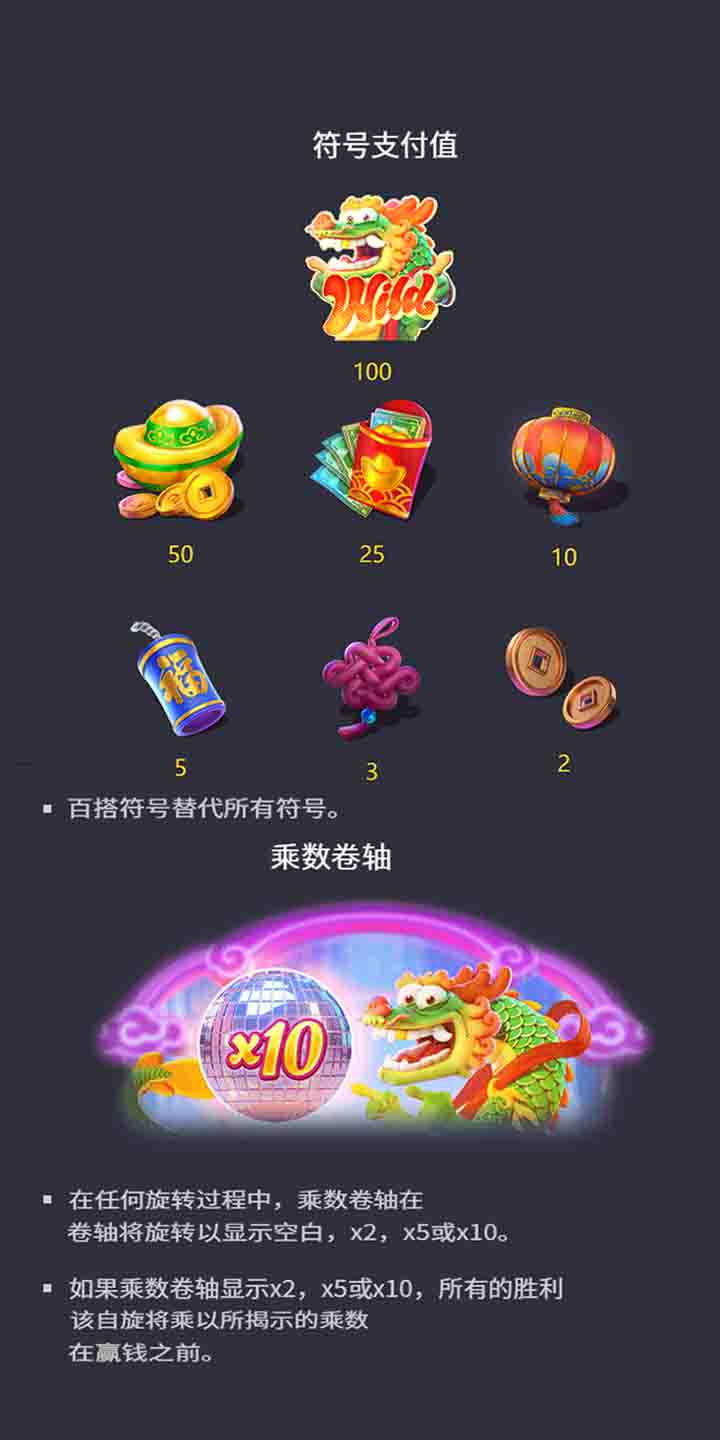 符号支付值
Wild
100
50
25
10
福
5
3
2
▪ 百搭符号替代所有符号。
乘数卷轴
x10
▪ 在任何旋转过程中，乘数卷轴在
卷轴将旋转以显示空白，x2，x5或x10。
▪ 如果乘数卷轴显示x2，x5或x10，所有的胜利
该自旋将乘以所揭示的乘数
在赢钱之前。